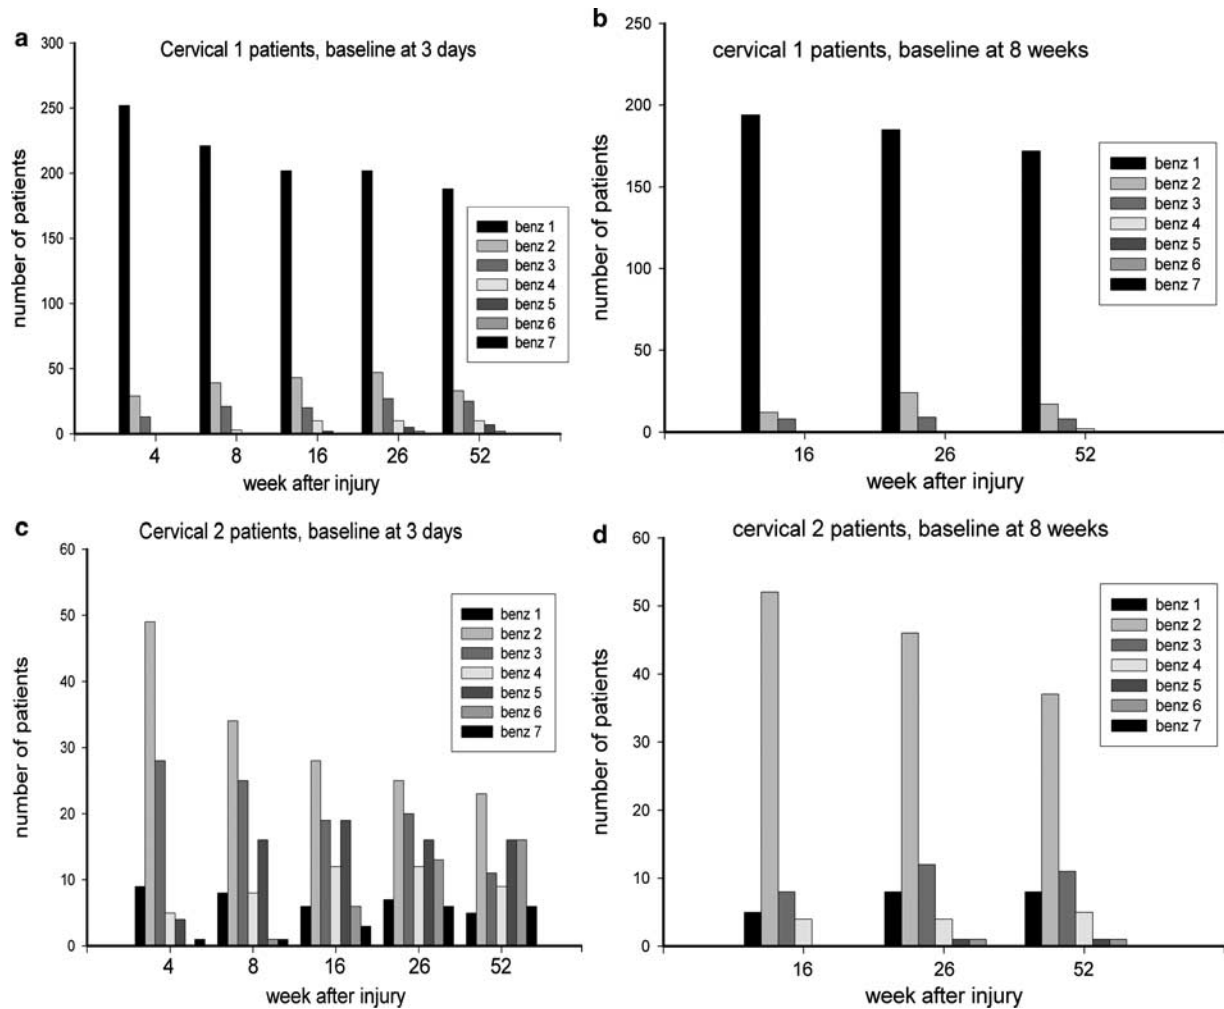 a
Cervical 1 patients, baseline at 3 days
300
250
200
150
100
50
0
number of patients
benz 1
benz 2
benz 3
benz 4
benz 5
benz 6
benz 7
4 8 16 26 52
week after injury
b
cervical 1 patients, baseline at 8 weeks
250
200
150
100
50
0
number of patients
benz 1
benz 2
benz 3
benz 4
benz 5
benz 6
benz 7
16 26 52
week after injury
c
Cervical 2 patients, baseline at 3 days
60
50
40
30
20
10
0
number of patients
benz 1
benz 2
benz 3
benz 4
benz 5
benz 6
benz 7
4 8 16 26 52
week after injury
d
cervical 2 patients, baseline at 8 weeks
60
50
40
30
20
10
0
number of patients
benz 1
benz 2
benz 3
benz 4
benz 5
benz 6
benz 7
16 26 52
week after injury